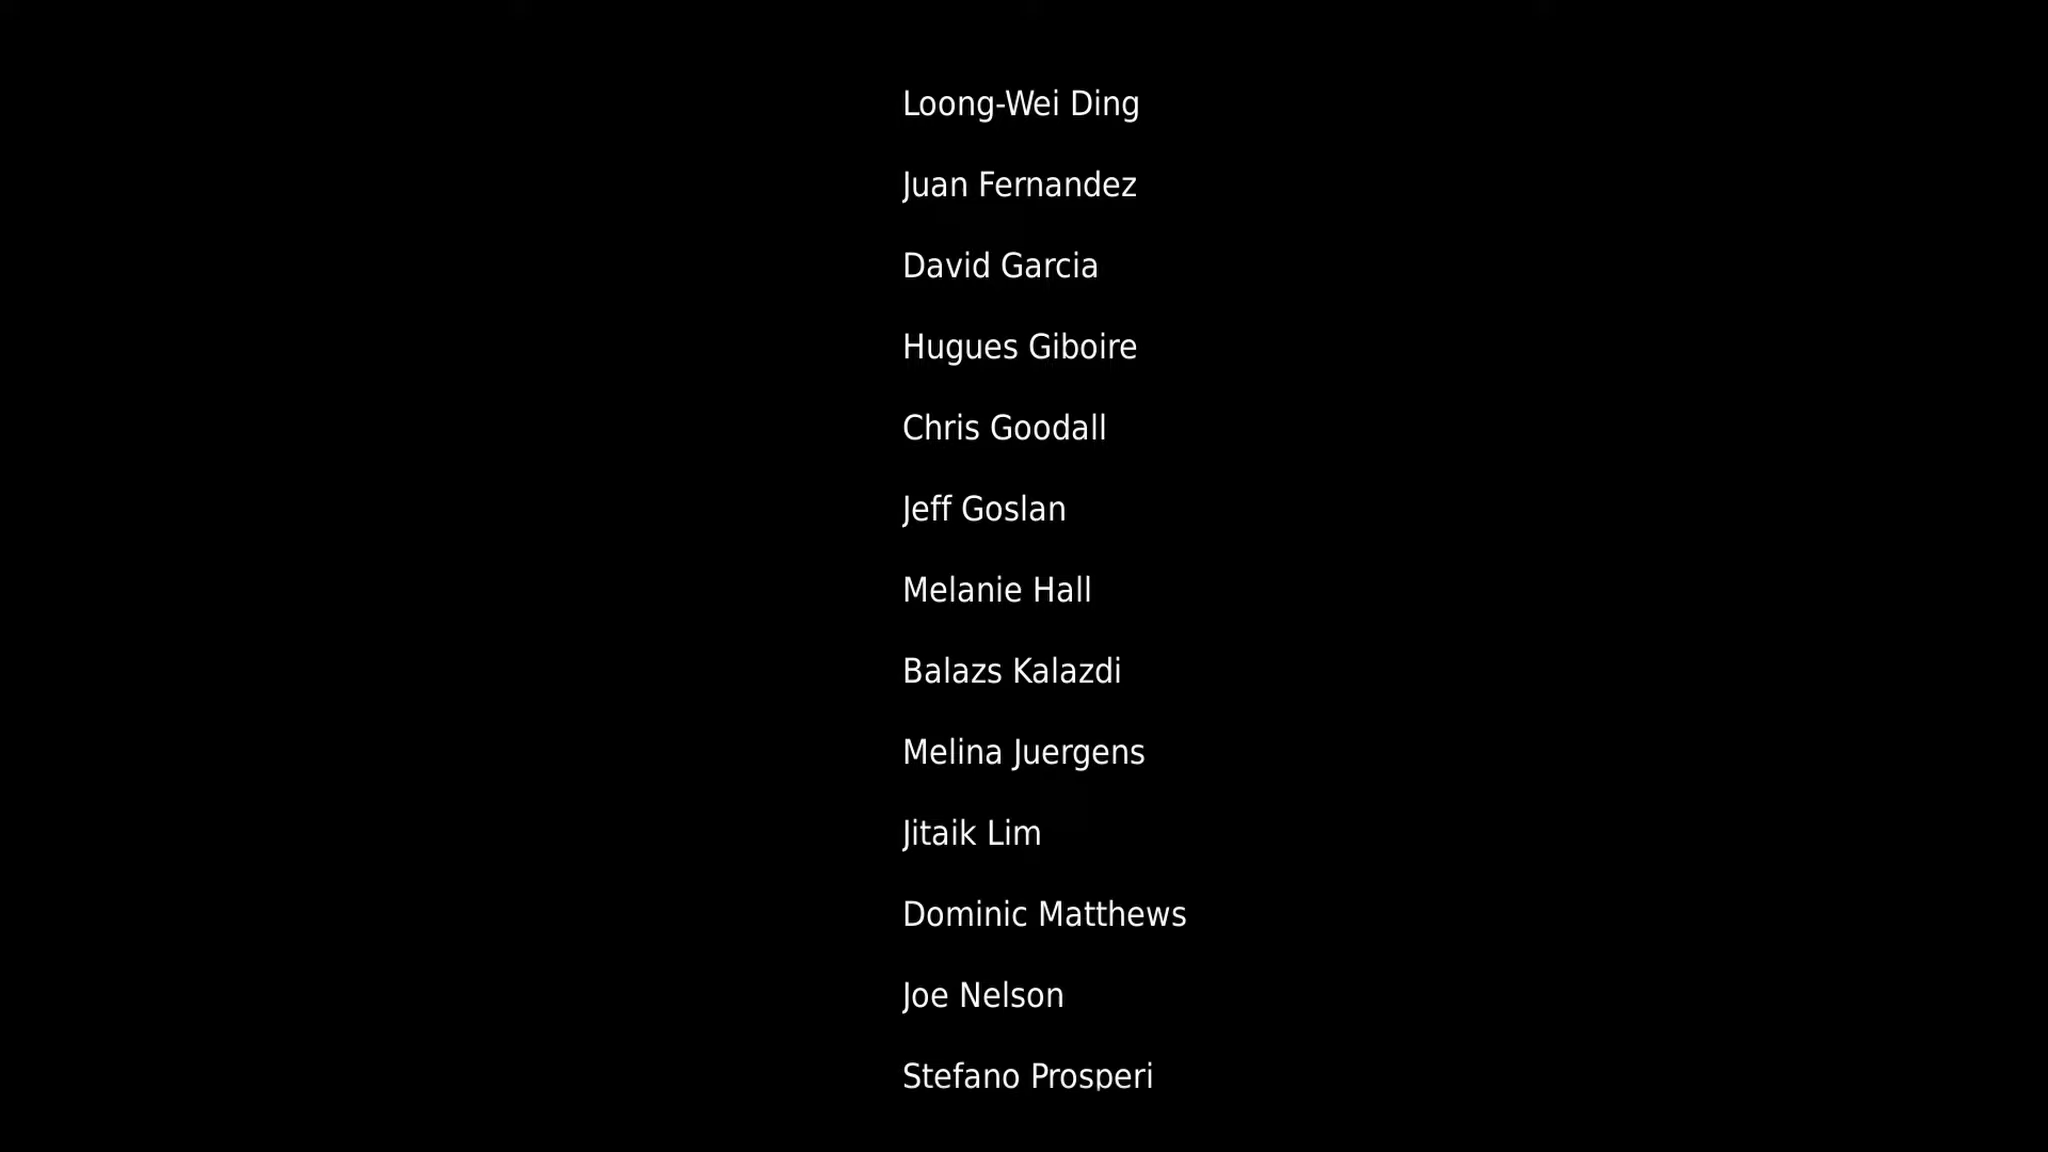 Loong-Wei Ding
Juan Fernandez
David Garcia
Hugues Giboire
Chris Goodall
Jeff Goslan
Melanie Hall
Balazs Kalazdi
Melina Juergens
Jitaik Lim
Dominic Matthews
Joe Nelson
Stefano Prosperi